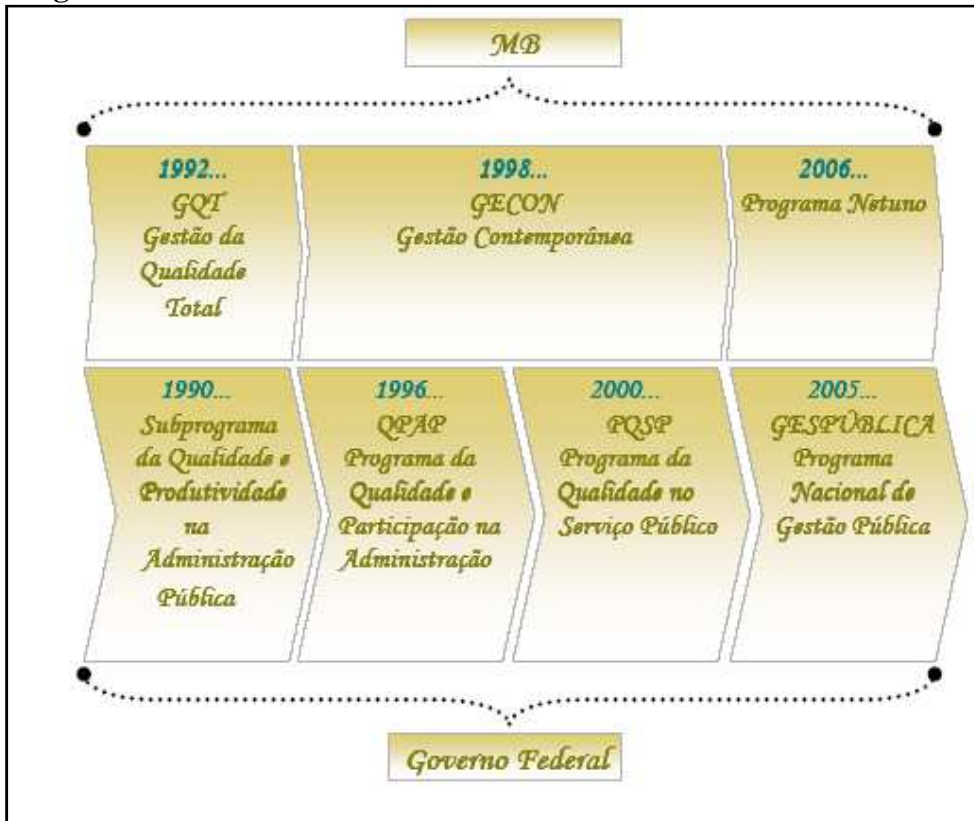 MB
1992...
GQT
Gestão da
Qualidade
Total
1998...
GECON
Gestão Contemporânea
2006...
Programa Netuno
1990...
Subprograma
da Qualidade e
Produtividade
na
Administração
Pública
1996...
QPAP
Programa da
Qualidade e
Participação na
Administração
2000...
PQSP
Programa da
Qualidade no
Serviço Público
2005...
GESPÚBLICA
Programa
Nacional de
Gestão Pública
Governo Federal